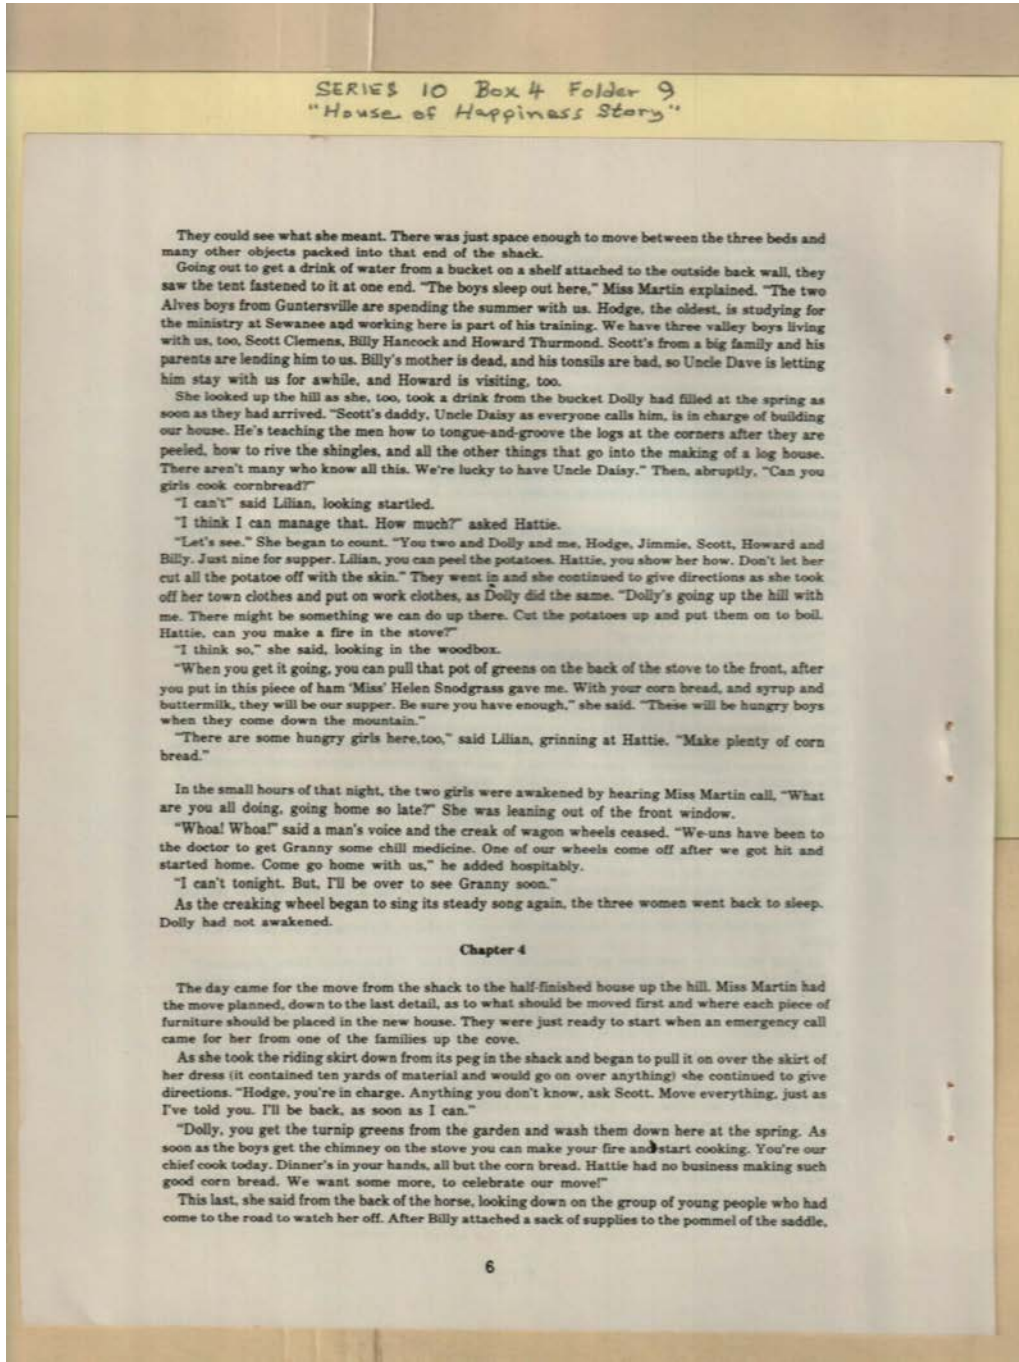 SERIES 10 Box 4 Folder 9
"House of Happiness Story"
They could see what she meant. There was just space enough to move between the three beds and
many other objects packed into that end of the shack.
Going out to get a drink of water from a bucket on a shelf attached to the outside back wall, they
saw the tent fastened to it at one end. "The boys sleep out here," Miss Martin explained. "The two
Alves boys from Guntersville are spending the summer with us. Hodge, the oldest, is studying for
the ministry at Sewanee and working here is part of his training. We have three valley boys living
with us, too, Scott Clemens, Billy Hancock and Howard Thurmond. Scott's from a big family and his
parents are lending him to us. Billy's mother is dead, and his tonsils are bad, so Uncle Dave is letting
him stay with us for awhile, and Howard is visiting, too.
She looked up the hill as she, too, took a drink from the bucket Dolly had filled at the spring as
soon as they had arrived. "Scott's daddy, Uncle Daisy as everyone calls him, is in charge of building
our house. He's teaching the men how to tongue-and-groove the logs at the corners after they are
peeled, how to rive the shingles, and all the other things that go into the making of a log house.
There aren't many who know all this. We're lucky to have Uncle Daisy." Then, abruptly, "Can you
girls cook cornbread?"
"I can't" said Lilian, looking startled.
"I think I can manage that. How much?" asked Hattie.
"Let's see." She began to count. "You two and Dolly and me, Hodge, Jimmie, Scott, Howard and
Billy. Just nine for supper. Lilian, you can peel the potatoes. Hattie, you show her how. Don't let her
cut all the potatoe off with the skin." They went in and she continued to give directions as she took
off her town clothes and put on work clothes, as Dolly did the same. "Dolly's going up the hill with
me. There might be something we can do up there. Cut the potatoes up and put them on to boil.
Hattie, can you make a fire in the stove?"
"I think so," she said, looking in the woodbox.
"When you get it going, you can pull that pot of greens on the back of the stove to the front, after
you put in this piece of ham 'Miss' Helen Snodgrass gave me. With your corn bread, and syrup and
buttermilk, they will be our supper. Be sure you have enough," she said. "These will be hungry boys
when they come down the mountain."
"There are some hungry girls here,too," said Lilian, grinning at Hattie. "Make plenty of corn
bread."
In the small hours of that night, the two girls were awakened by hearing Miss Martin call, "What
are you all doing, going home so late?" She was leaning out of the front window.
"Whoa! Whoa!" said a man's voice and the creak of wagon wheels ceased. "We-uns have been to
the doctor to get Granny some chill medicine. One of our wheels come off after we got hit and
started home. Come go home with us," he added hospitably.
"I can't tonight. But, I'll be over to see Granny soon."
As the creaking wheel began to sing its steady song again, the three women went back to sleep.
Dolly had not awakened.
Chapter 4
The day came for the move from the shack to the half-finished house up the hill. Miss Martin had
the move planned, down to the last detail, as to what should be moved first and where each piece of
furniture should be placed in the new house. They were just ready to start when an emergency call
came for her from one of the families up the cove.
As she took the riding skirt down from its peg in the shack and began to pull it on over the skirt of
her dress (it contained ten yards of material and would go on over anything) she continued to give
directions. "Hodge, you're in charge. Anything you don't know, ask Scott. Move everything, just as
I've told you. I'll be back, as soon as I can."
"Dolly, you get the turnip greens from the garden and wash them down here at the spring. As
soon as the boys get the chimney on the stove you can make your fire and start cooking. You're our
chief cook today. Dinner's in your hands, all but the corn bread. Hattie had no business making such
good corn bread. We want some more, to celebrate our move!"
This last, she said from the back of the horse, looking down on the group of young people who had
come to the road to watch her off. After Billy attached a sack of supplies to the pommel of the saddle,
6